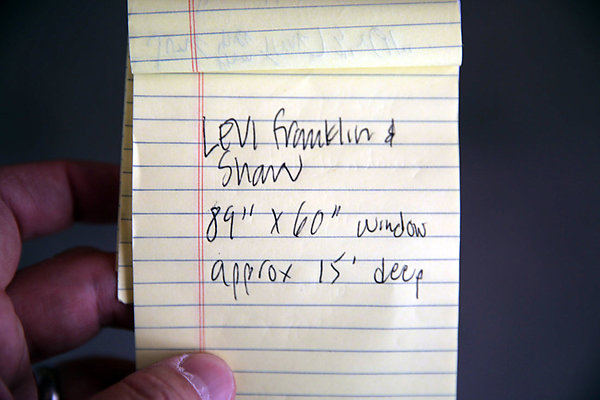 Levi Franklin &
Shaw
89" x 60" window
approx 15' deep